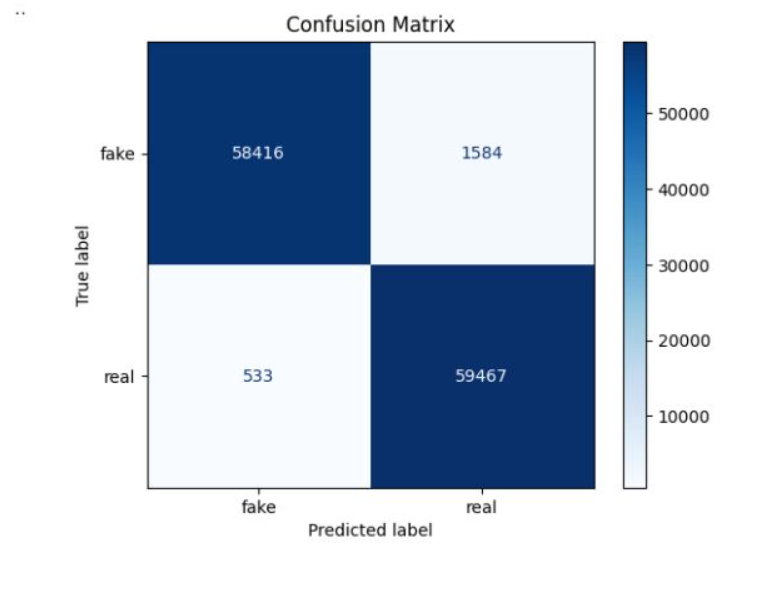 ..
Confusion Matrix
fake
58416
1584
real
533
59467
fake
real
Predicted label
True label
50000
40000
30000
20000
10000